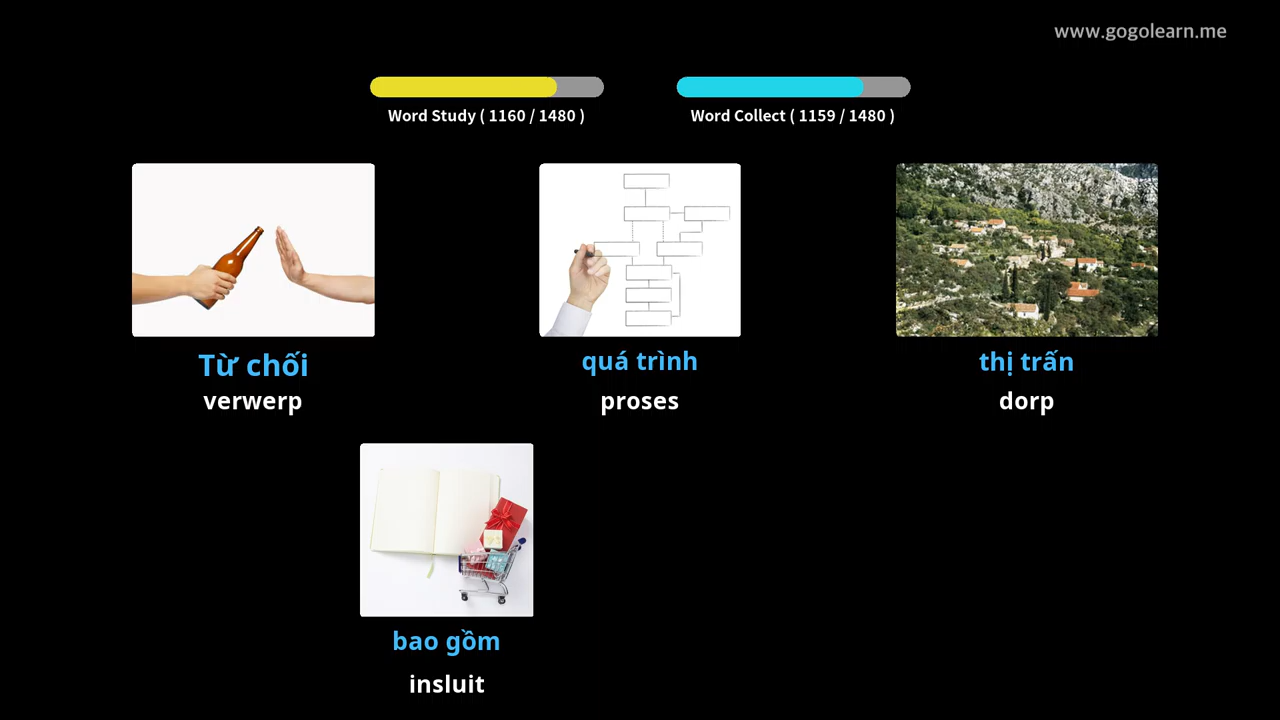 www.gogolearn.me
Word Study ( 1160 / 1480 )
Word Collect ( 1159 / 1480 )
Từ chối
verwerp
quá trình
proses
thị trấn
dorp
bao gồm
insluit